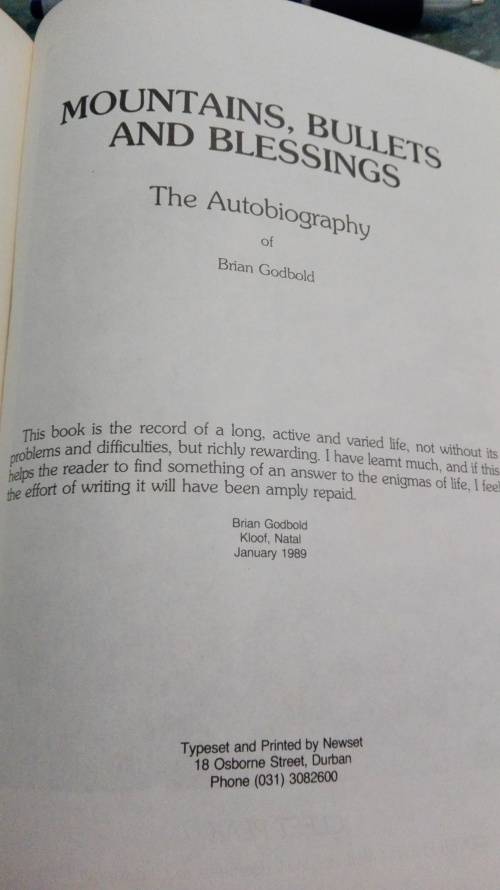 MOUNTAINS, BULLETS
AND BLESSINGS
The Autobiography
of
Brian Godbold
This book is the record of a long, active and varied life, not without its
problems and difficulties, but richly rewarding. I have learnt much, and if this
helps the reader to find something of an answer to the enigmas of life, I feel
the effort of writing it will have been amply repaid.
Brian Godbold
Kloof, Natal
January 1989
Typeset and Printed by Newset
18 Osborne Street, Durban
Phone (031) 3082600